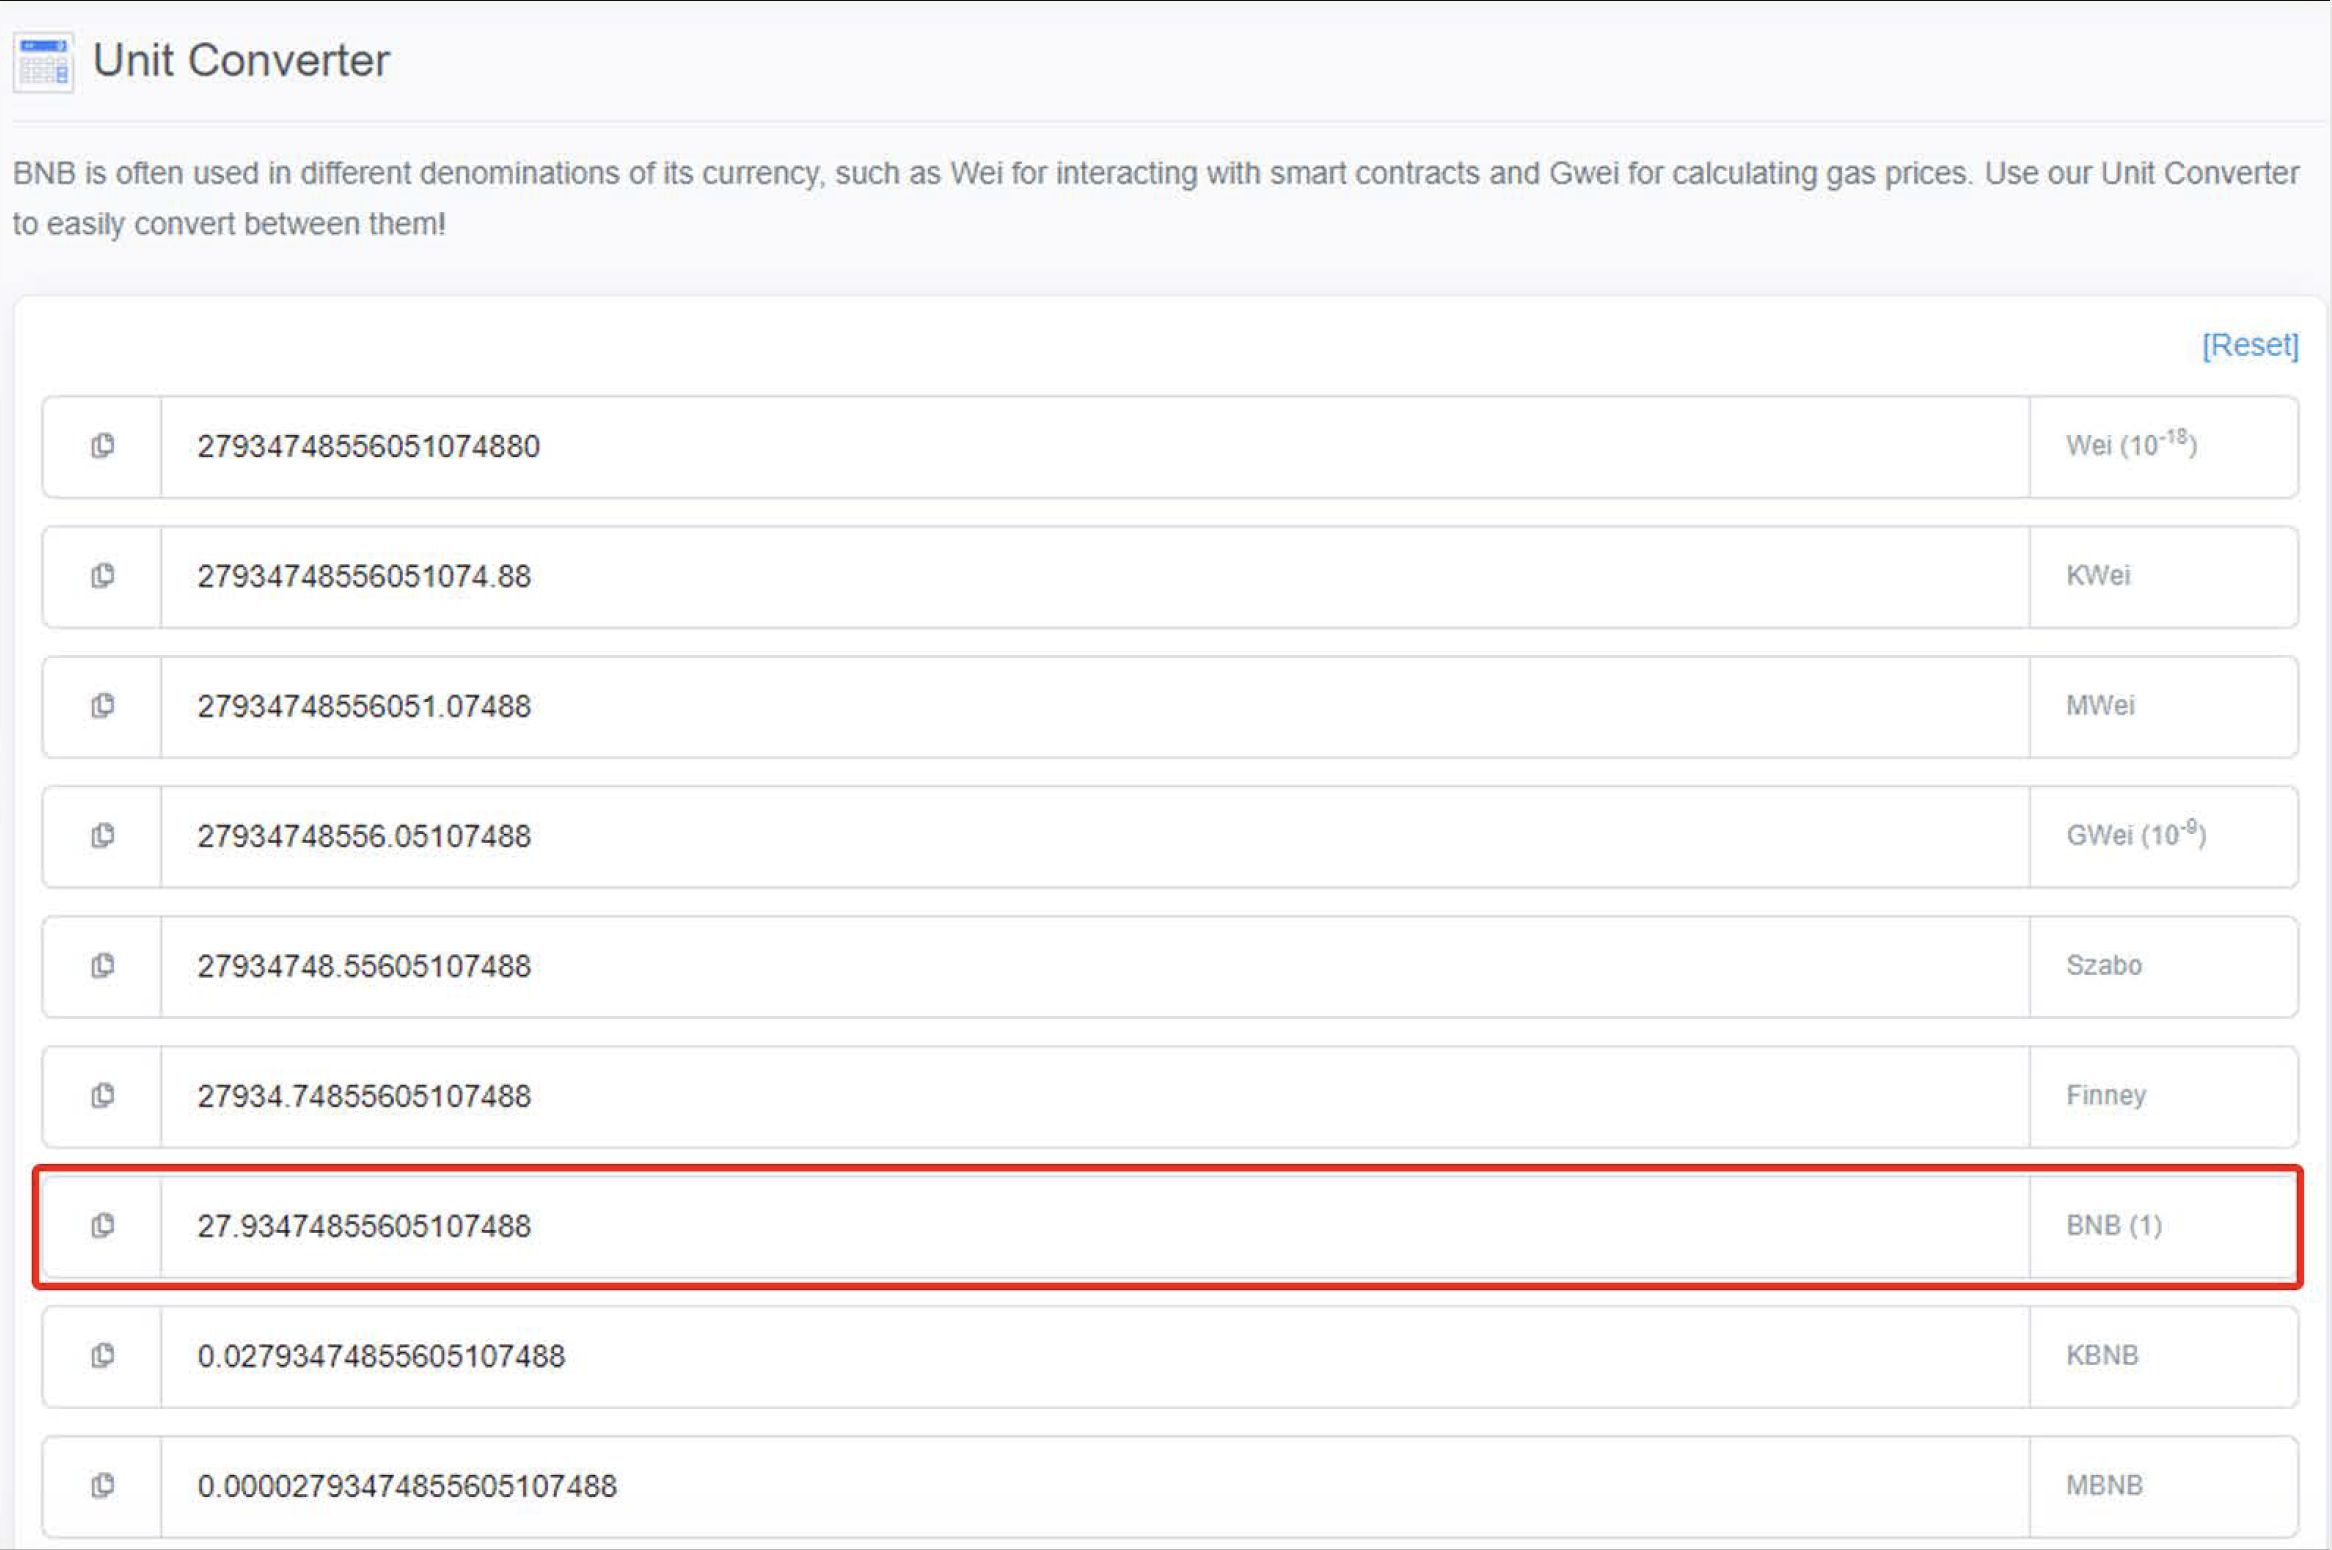 Unit Converter
BNB is often used in different denominations of its currency, such as Wei for interacting with smart contracts and Gwei for calculating gas prices. Use our Unit Converter
to easily convert between them!
[Reset]
27934748556051074880 Wei (10⁻¹⁸)
27934748556051074.88 KWei
27934748556051.07488 MWei
27934748556.05107488 GWei (10⁻⁹)
27934748.55605107488 Szabo
27934.74855605107488 Finney
27.93474855605107488 BNB (1)
0.02793474855605107488 KBNB
0.00002793474855605107488 MBNB